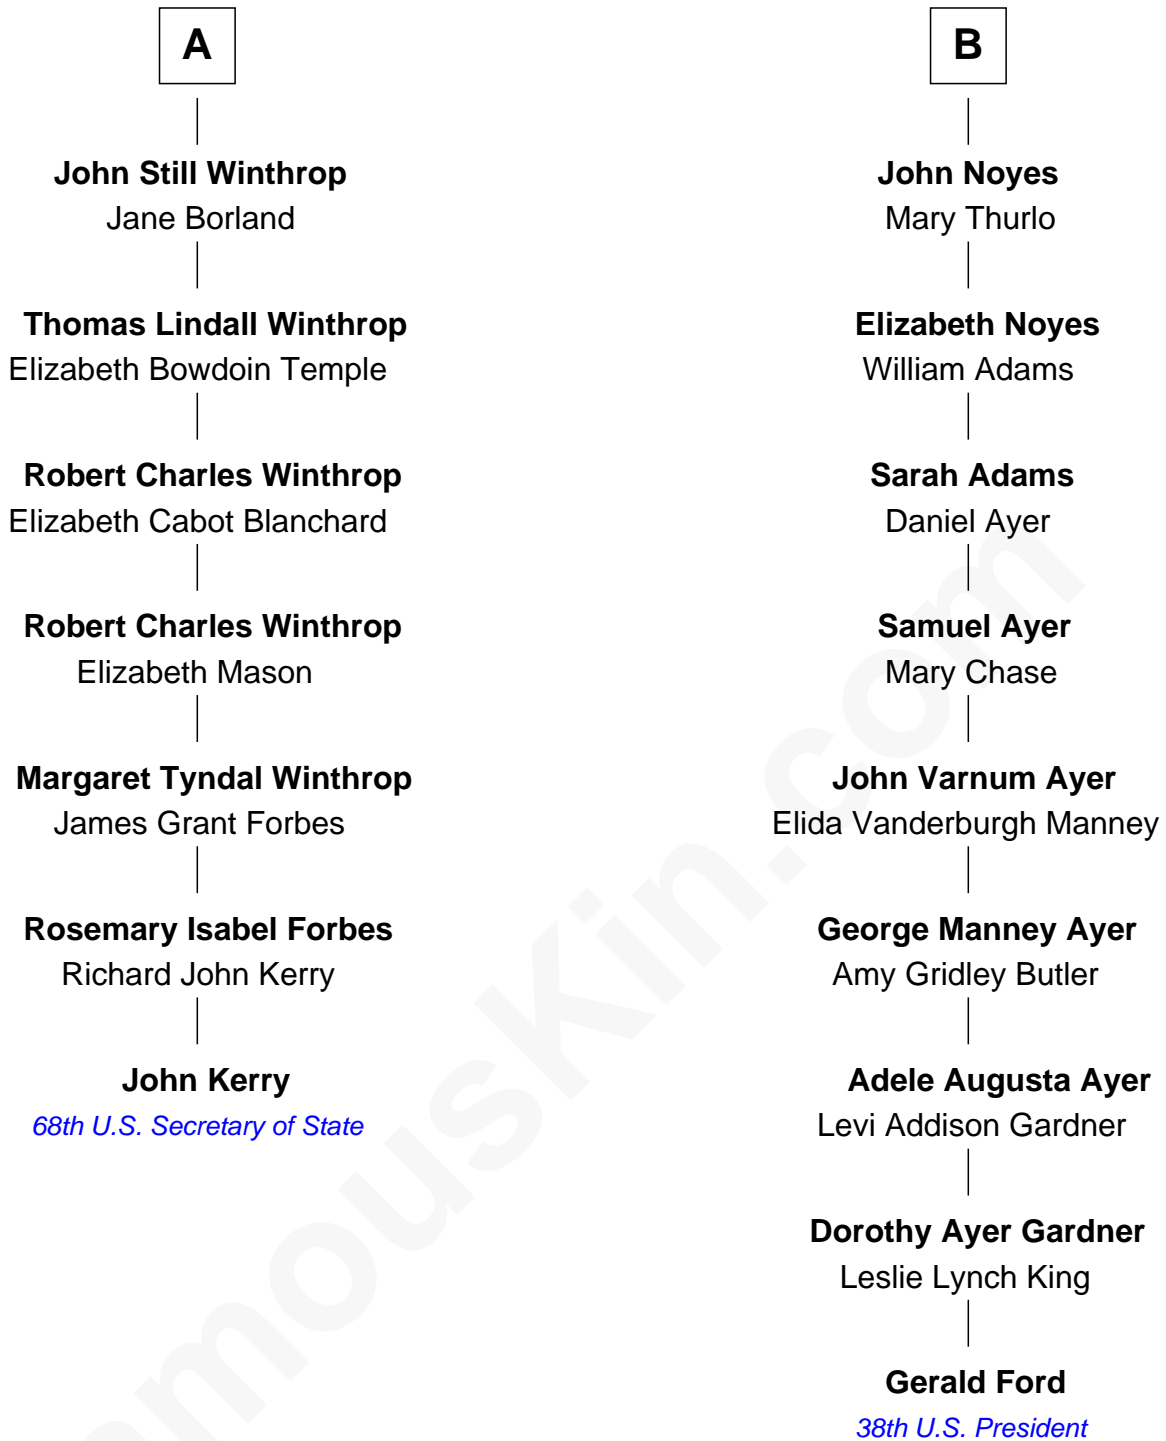 A
John Still Winthrop
Jane Borland
Thomas Lindall Winthrop
Elizabeth Bowdoin Temple
Robert Charles Winthrop
Elizabeth Cabot Blanchard
Robert Charles Winthrop
Elizabeth Mason
Margaret Tyndal Winthrop
James Grant Forbes
Rosemary Isabel Forbes
Richard John Kerry
John Kerry
68th U.S. Secretary of State
B
John Noyes
Mary Thurlo
Elizabeth Noyes
William Adams
Sarah Adams
Daniel Ayer
Samuel Ayer
Mary Chase
John Varnum Ayer
Elida Vanderburgh Manney
George Manney Ayer
Amy Gridley Butler
Adele Augusta Ayer
Levi Addison Gardner
Dorothy Ayer Gardner
Leslie Lynch King
Gerald Ford
38th U.S. President
amousKin.com